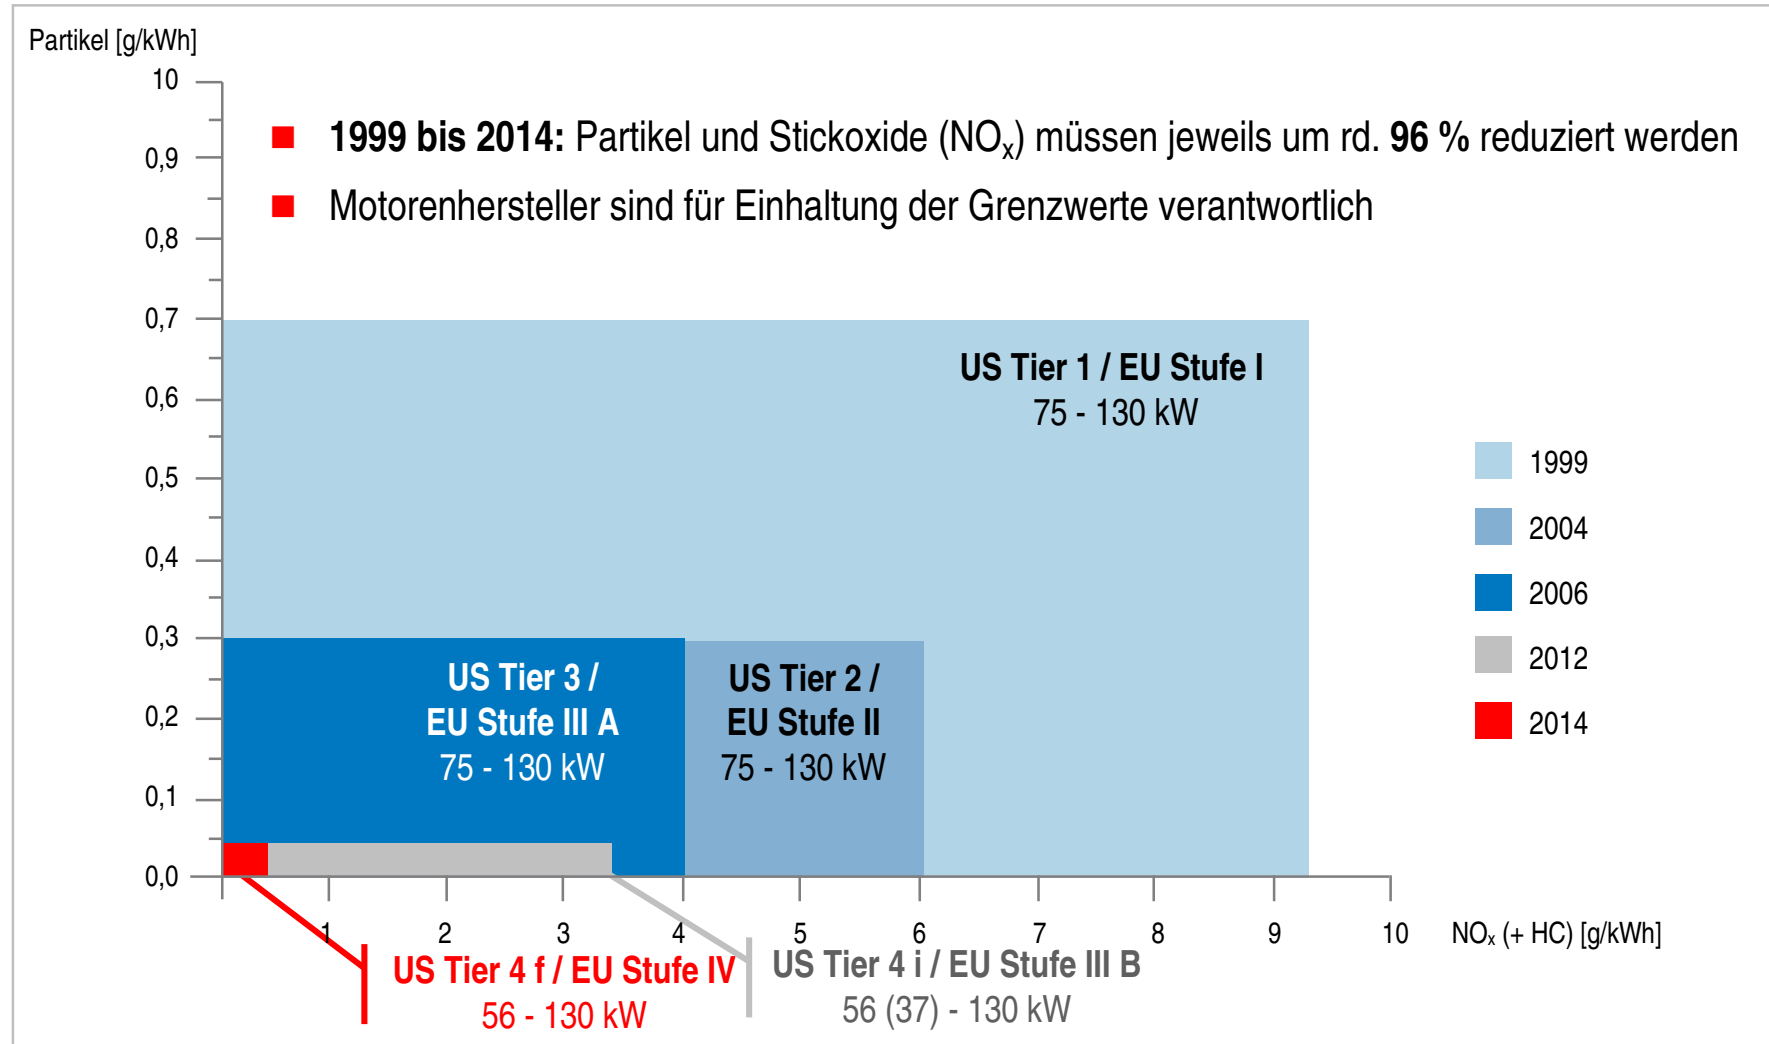 Partikel [g/kWh]
10
0,9
0,8
0,7
0,6
0,5
0,4
0,3
0,2
0,1
0,0
■ 1999 bis 2014: Partikel und Stickoxide (NOx) müssen jeweils um rd. 96 % reduziert werden
■ Motorenhersteller sind für Einhaltung der Grenzwerte verantwortlich
US Tier 1 / EU Stufe I
75 - 130 kW
US Tier 3 /
EU Stufe III A
75 - 130 kW
US Tier 2 /
EU Stufe II
75 - 130 kW
1999
2004
2006
2012
2014
1 2 3 4 5 6 7 8 9 10 NOx (+ HC) [g/kWh]
US Tier 4 f / EU Stufe IV
56 - 130 kW
US Tier 4 i / EU Stufe III B
56 (37) - 130 kW